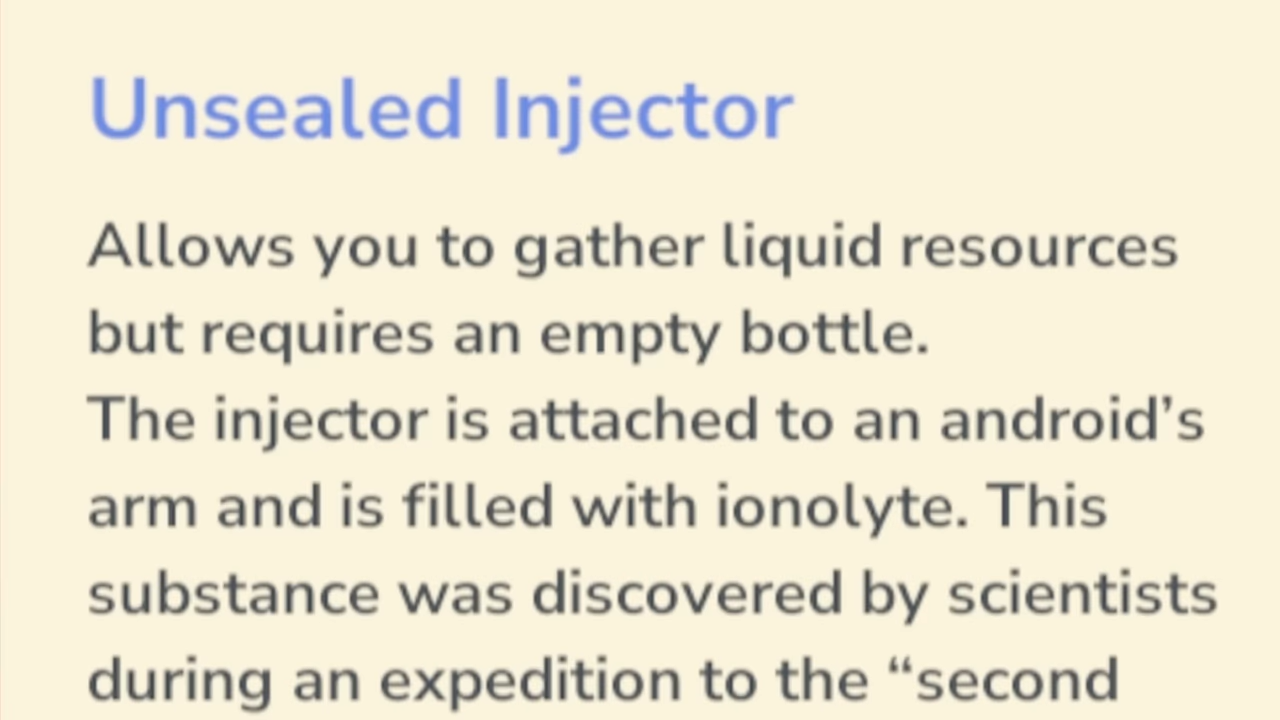 Unsealed Injector
Allows you to gather liquid resources
but requires an empty bottle.
The injector is attached to an android’s
arm and is filled with ionolyte. This
substance was discovered by scientists
during an expedition to the “second